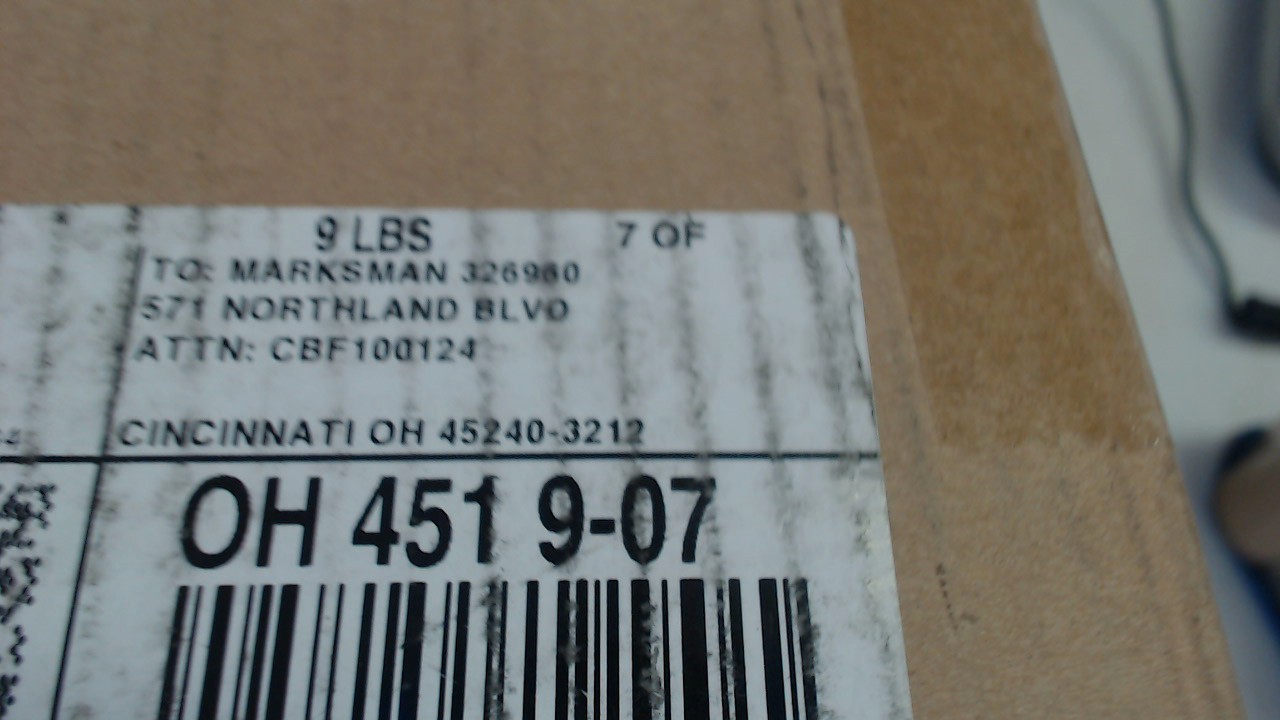 9 LBS 7 OF
TO: MARKSMAN 326960
571 NORTHLAND BLVD
ATTN: CBF100124
CINCINNATI OH 45240-3212
OH 451 9-07